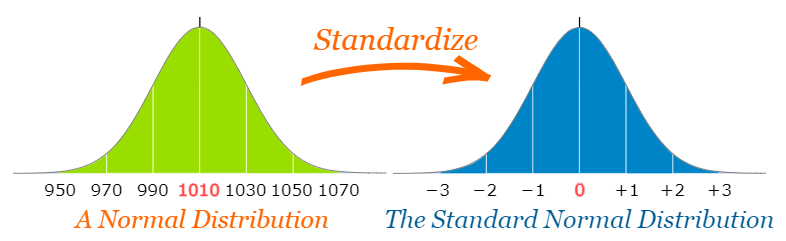 Standardize
950 970 990 1010 1030 1050 1070
−3 −2 −1 0 +1 +2 +3
A Normal Distribution
The Standard Normal Distribution